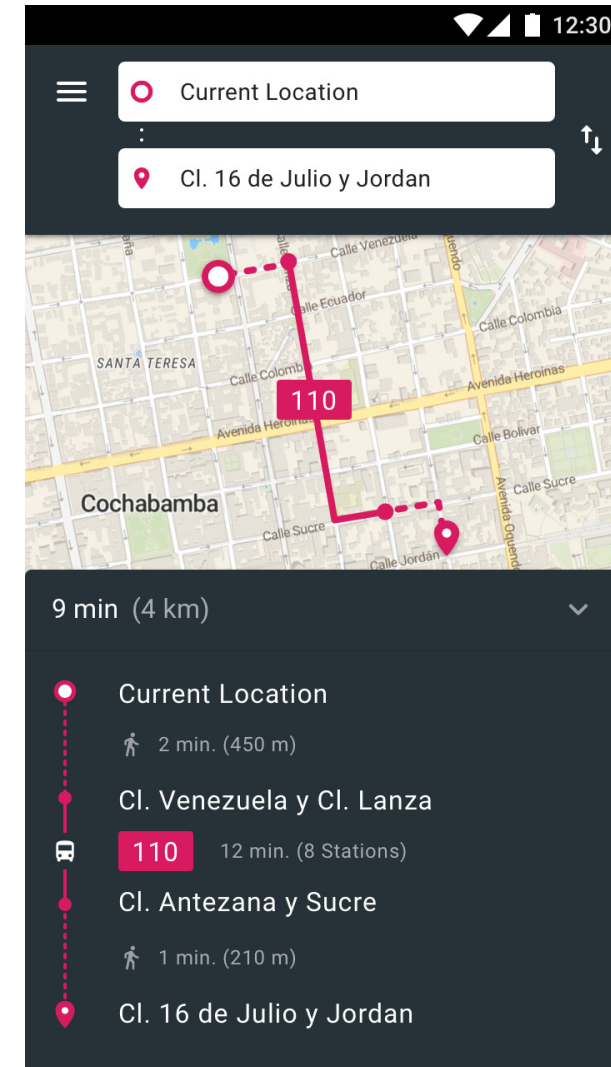 12:30
Current Location
:
Cl. 16 de Julio y Jordan
Calle Venezuela
Calle Ecuador
Calle Colombia
SANTA TERESA
Calle Colomb
110
Avenida Heroinas
Avenida Heroinas
Calle Bolivar
Cochabamba
Calle Sucre
Avenida Oquendo
Calle Sucre
Calle Jordán
9 min (4 km)
Current Location
2 min. (450 m)
Cl. Venezuela y Cl. Lanza
110 12 min. (8 Stations)
Cl. Antezana y Sucre
1 min. (210 m)
Cl. 16 de Julio y Jordan